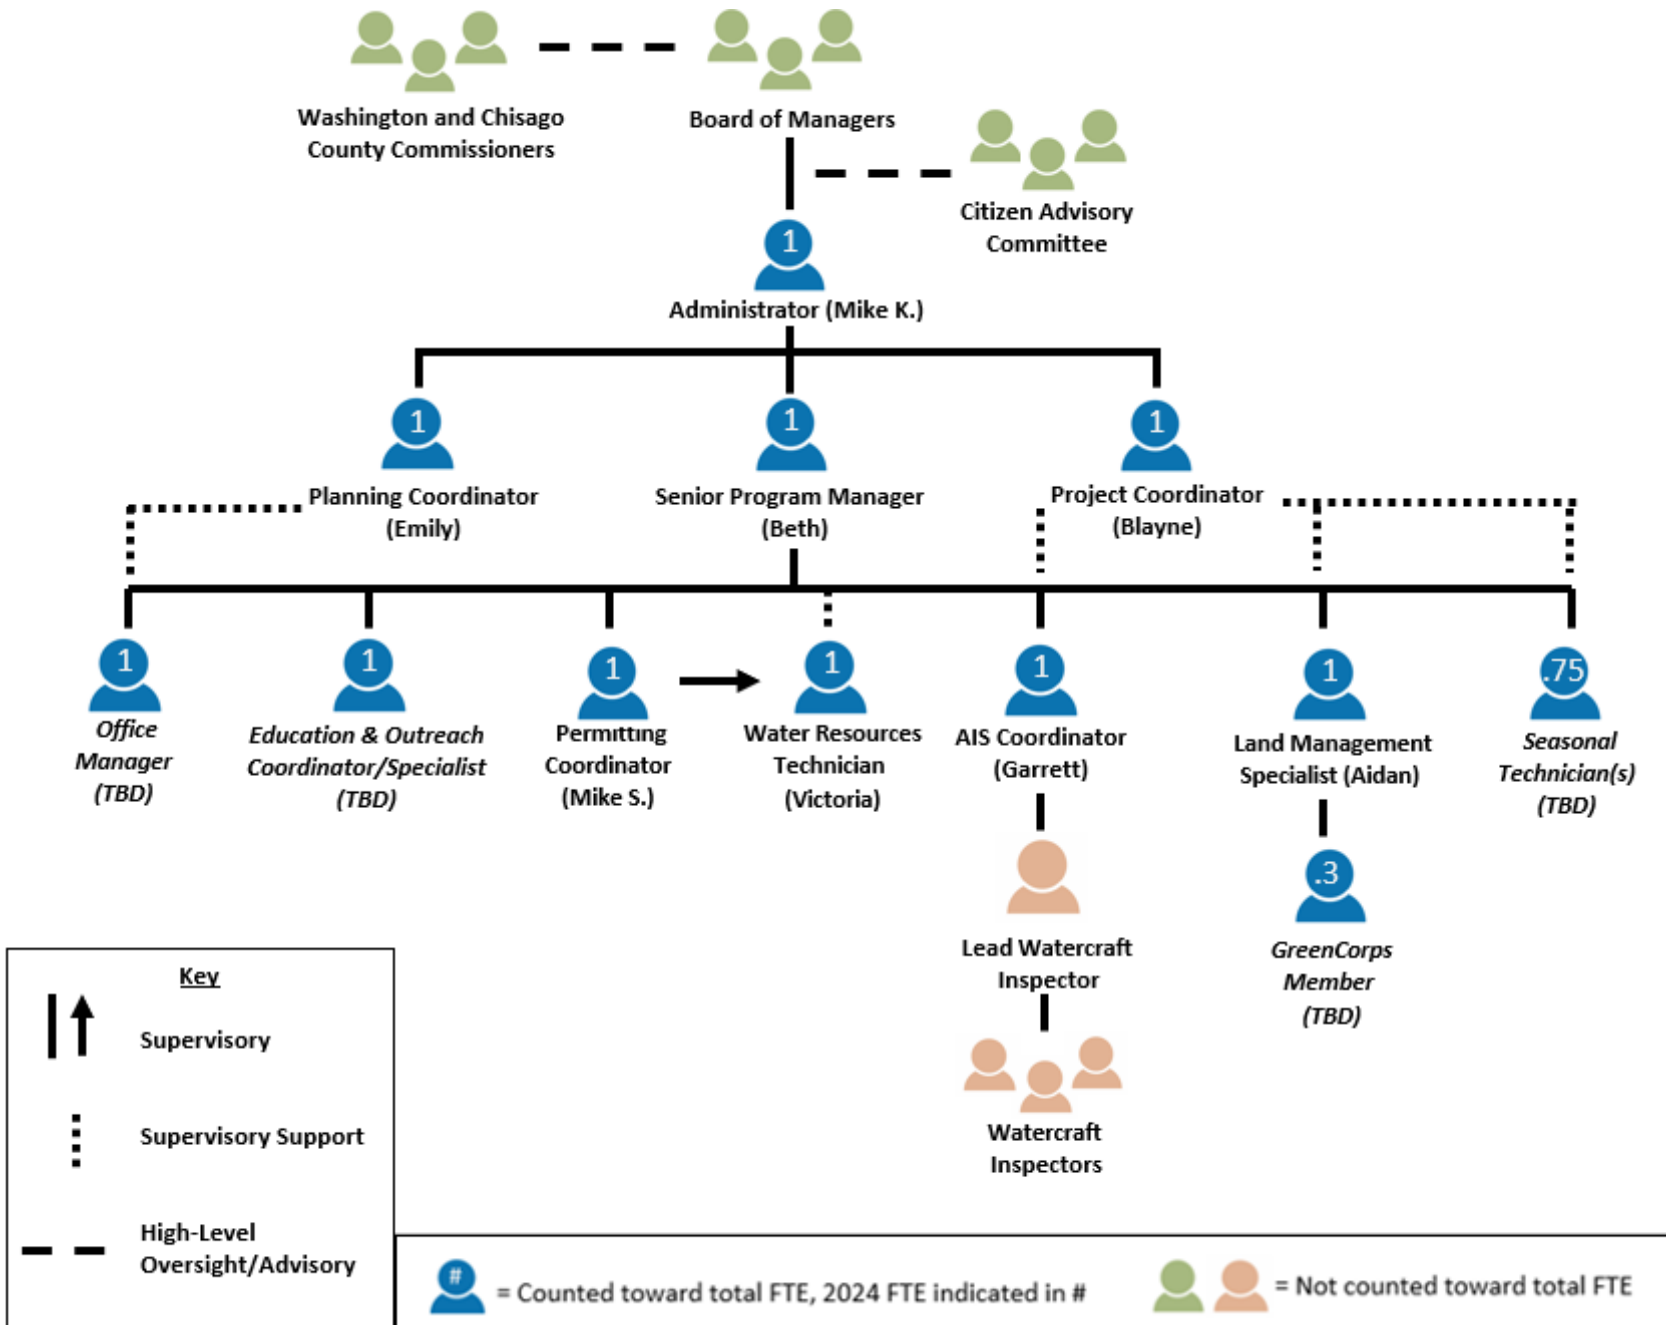 Washington and Chisago
County Commissioners
Board of Managers
Citizen Advisory
Committee
1
Administrator (Mike K.)
1
Planning Coordinator
(Emily)
1
Senior Program Manager
(Beth)
1
Project Coordinator
(Blayne)
1
Office
Manager
(TBD)
1
Education & Outreach
Coordinator/Specialist
(TBD)
1
Permitting
Coordinator
(Mike S.)
1
Water Resources
Technician
(Victoria)
1
AIS Coordinator
(Garrett)
1
Land Management
Specialist (Aidan)
.75
Seasonal
Technician(s)
(TBD)
Lead Watercraft
Inspector
.3
GreenCorps
Member
(TBD)
Watercraft
Inspectors
Key
Supervisory
Supervisory Support
High-Level
Oversight/Advisory
# = Counted toward total FTE, 2024 FTE indicated in #
= Not counted toward total FTE